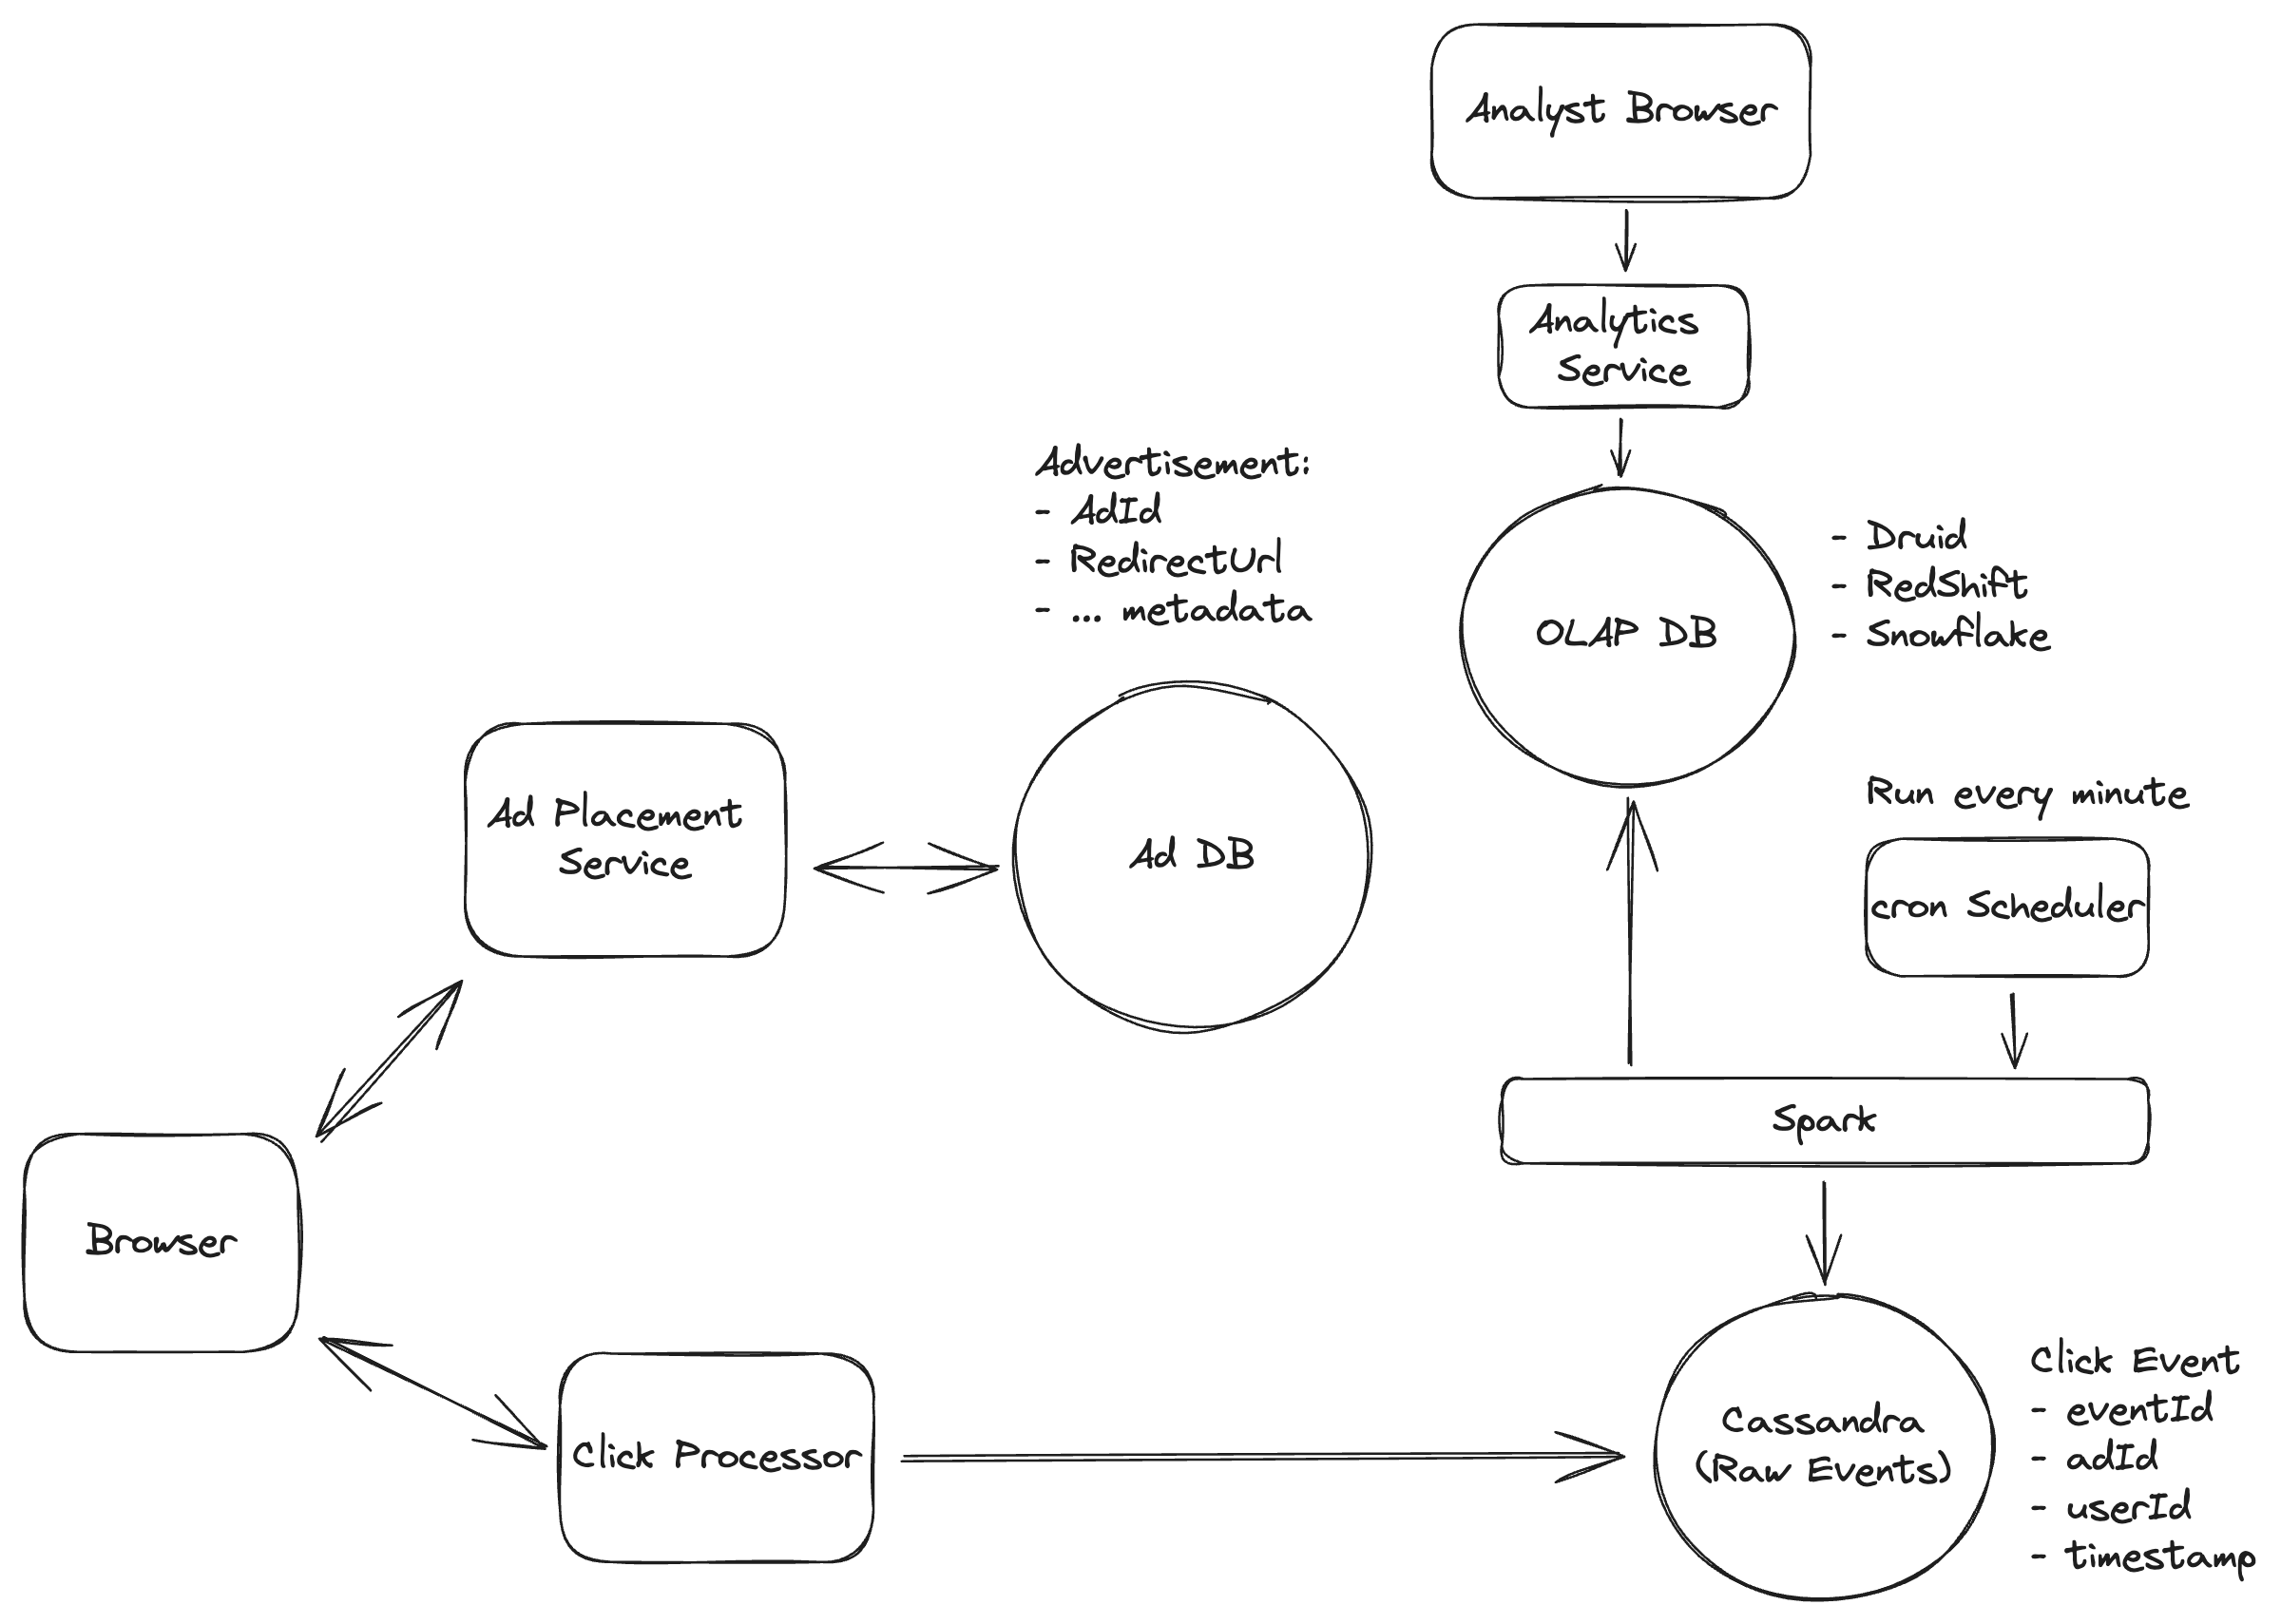 Analyst Browser
Analytics
Service
Advertisement:
- AdId
- RedirectUrl
- ... metadata
OLAP DB
- Druid
- RedShift
- Snowflake
Ad Placement
Service
Ad DB
Run every minute
cron Scheduler
Spark
Browser
Click Processor
Cassandra
(Raw Events)
Click Event
- eventId
- adId
- userId
- timestamp